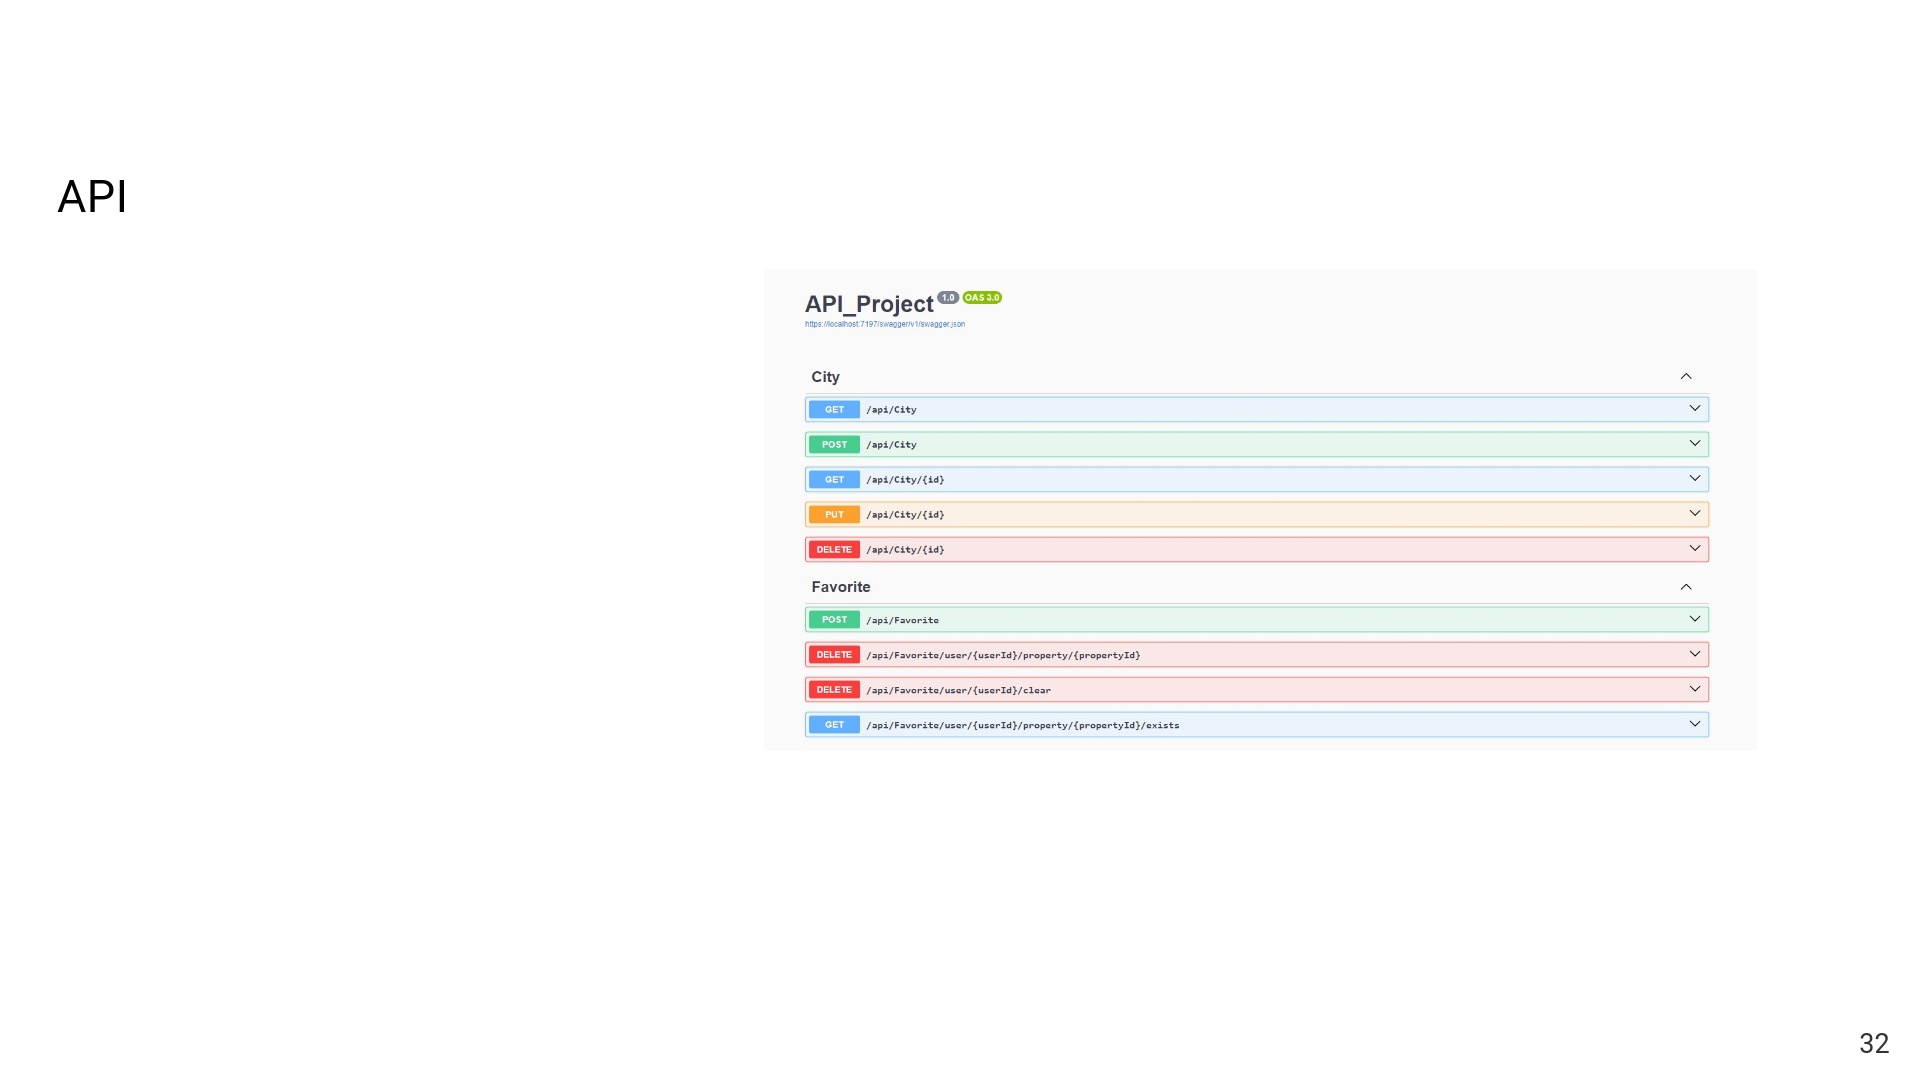 API
API_Project 1.0 OAS 3.0
https://localhost:7197/swagger/v1/swagger.json
City
GET /api/City
POST /api/City
GET /api/City/{id}
PUT /api/City/{id}
DELETE /api/City/{id}
Favorite
POST /api/Favorite
DELETE /api/Favorite/user/{userId}/property/{propertyId}
DELETE /api/Favorite/user/{userId}/clear
GET /api/Favorite/user/{userId}/property/{propertyId}/exists
32